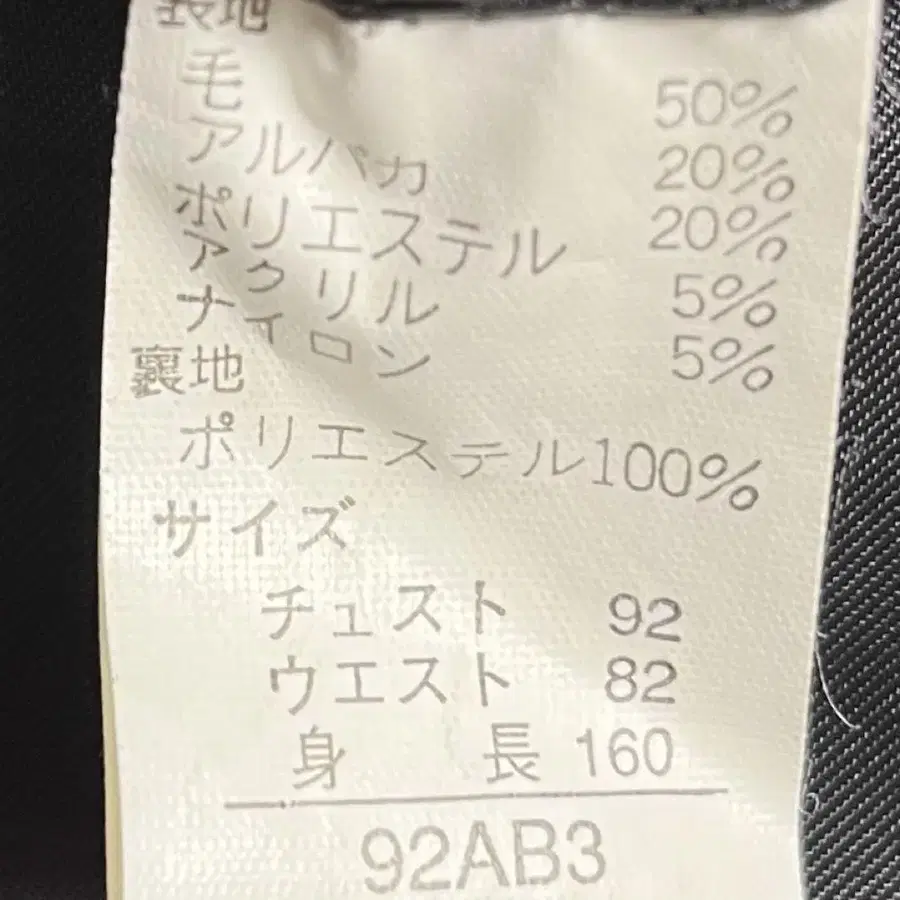 表地
毛 50%
アルパカ 20%
ポリエステル 20%
アクリル 5%
ナイロン 5%
裏地
ポリエステル100%
サイズ
チェスト 92
ウエスト 82
身 長 160
92AB3